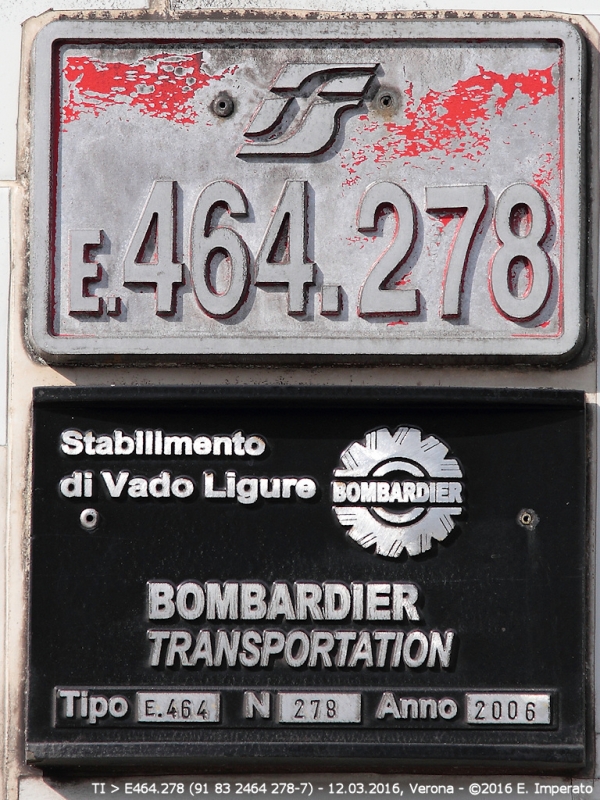 E.464.278
Stabilimento
di Vado Ligure
BOMBARDIER
BOMBARDIER
TRANSPORTATION
Tipo E.464 N 278 Anno 2006
TI > E464.278 (91 83 2464 278-7) - 12.03.2016, Verona - ©2016 E. Imperato